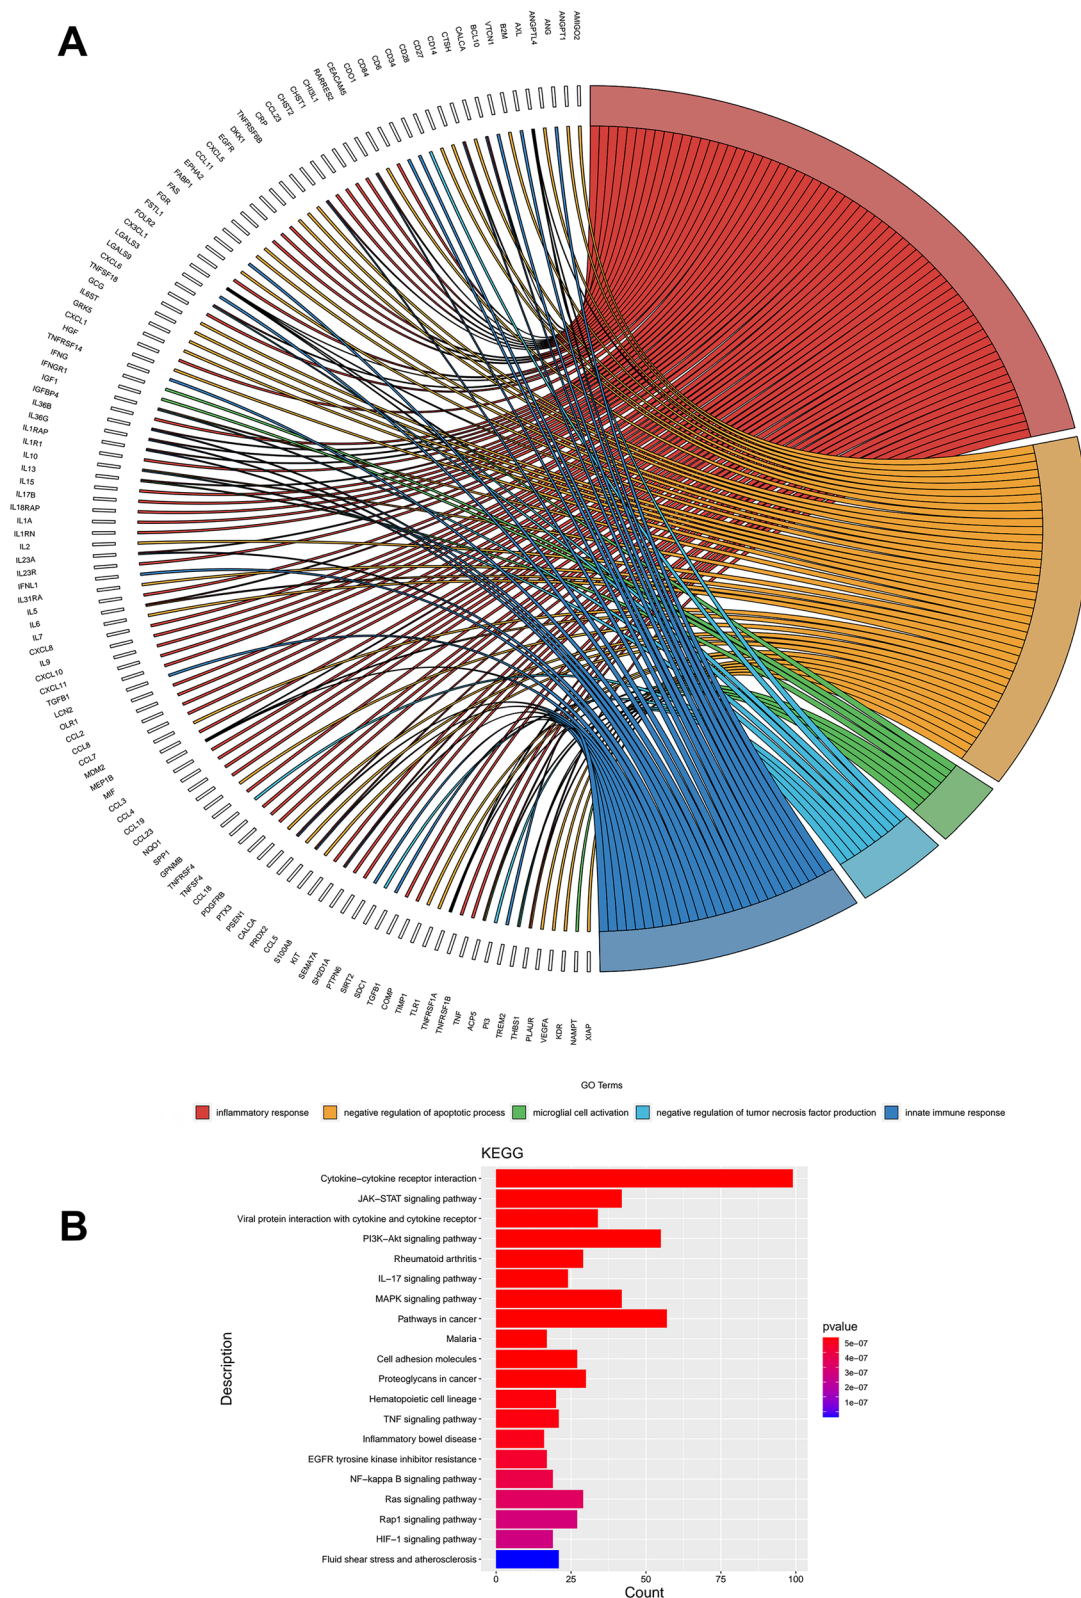 A
AMIGO2
ANGPT1
ANG
ANGPTL4
AXL
B2M
VTCN1
BCL10
CALCA
CTSH
CD14
CD27
CD28
CD34
CD6
CD84
CDO1
CEACAM5
RARRES2
CHI3L1
CHST1
CHST2
CCL23
CRP
TNFRSF6B
DKK1
EGFR
CXCL5
CCL11
EPHA2
FABP1
FAS
FGR
FSTL1
FOLR2
CX3CL1
LGALS3
LGALS9
CXCL6
TNFSF18
GCG
IL6ST
GRK5
CXCL1
HGF
TNFRSF14
IFNG
IFNGR1
IGF1
IGFBP4
IL36B
IL36G
IL1RAP
IL1R1
IL10
IL13
IL15
IL17B
IL18RAP
IL1A
IL1RN
IL2
IL23A
IL23R
IFNL1
IL31RA
IL5
IL6
IL7
CXCL8
IL9
CXCL10
CXCL11
TGFB1
LCN2
OLR1
CCL2
CCL8
CCL7
MDM2
MEP1B
MIF
CCL3
CCL4
CCL19
CCL23
NQO1
SPP1
GPNMB
TNFRSF4
TNFSF4
CCL18
PDGFRB
PTX3
PSEN1
CALCA
PRDX2
CCL5
S100A8
KIT
SEMA7A
SH2D1A
PTPN6
SIRT2
SDC1
TGFB1
COMP
TIMP1
TLR1
TNFRSF1A
TNFRSF1B
TNF
ACP5
PI3
TREM2
THBS1
PLAUR
VEGFA
KDR
NAMPT
XIAP
GO Terms
inflammatory response negative regulation of apoptotic process microglial cell activation negative regulation of tumor necrosis factor production innate immune response
B
KEGG
Description
Cytokine−cytokine receptor interaction
JAK−STAT signaling pathway
Viral protein interaction with cytokine and cytokine receptor
PI3K−Akt signaling pathway
Rheumatoid arthritis
IL−17 signaling pathway
MAPK signaling pathway
Pathways in cancer
Malaria
Cell adhesion molecules
Proteoglycans in cancer
Hematopoietic cell lineage
TNF signaling pathway
Inflammatory bowel disease
EGFR tyrosine kinase inhibitor resistance
NF−kappa B signaling pathway
Ras signaling pathway
Rap1 signaling pathway
HIF−1 signaling pathway
Fluid shear stress and atherosclerosis
0 25 50 75 100
Count
pvalue
5e−07
4e−07
3e−07
2e−07
1e−07